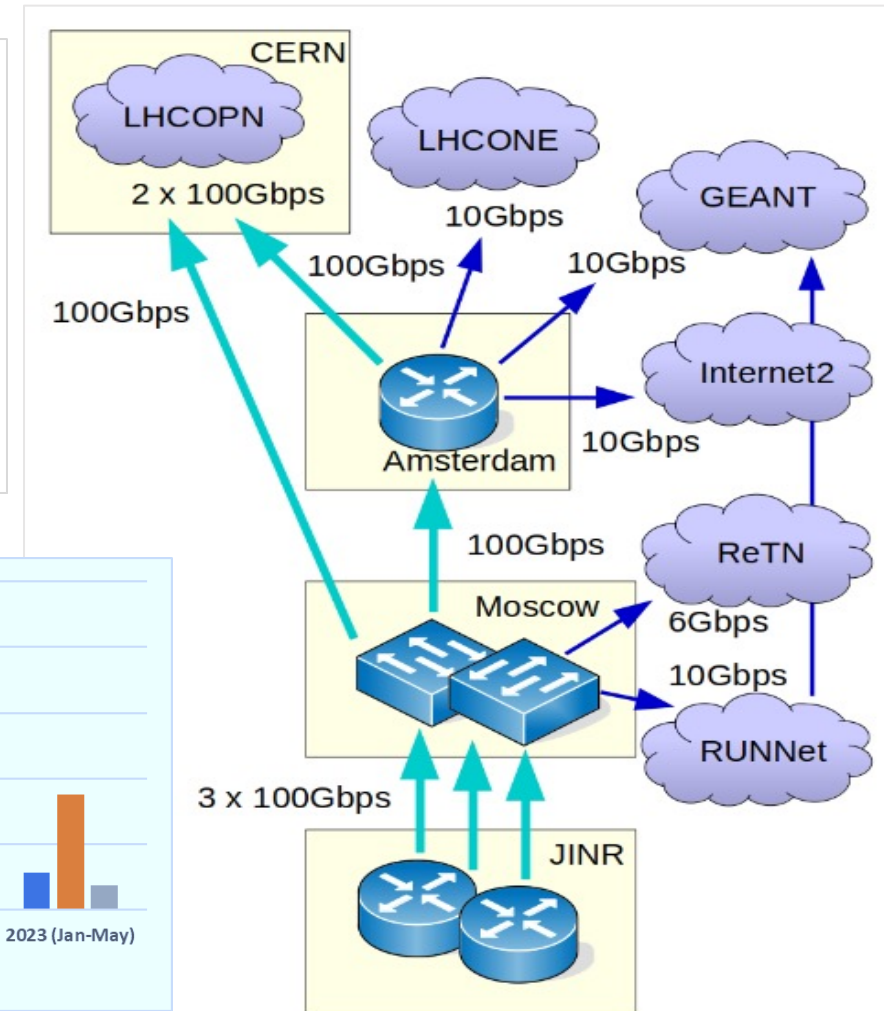 CERN
LHCOPN
2 x 100Gbps
LHCONE
GEANT
10Gbps
100Gbps
10Gbps
100Gbps
Internet2
10Gbps
Amsterdam
100Gbps
ReTN
Moscow
6Gbps
10Gbps
RUNNet
3 x 100Gbps
JINR
2023 (Jan-May)